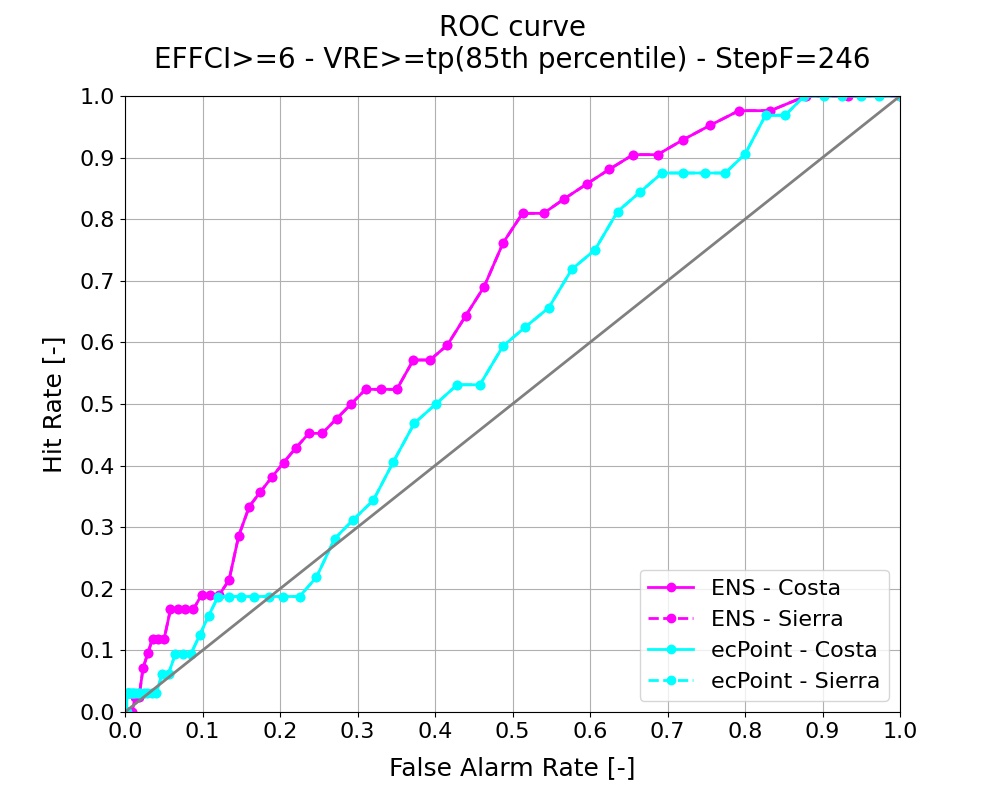 ROC curve
EFFCI>=6 - VRE>=tp(85th percentile) - StepF=246
1.0
0.9
0.8
0.7
0.6
0.5
0.4
0.3
0.2
0.1
0.0
Hit Rate [-]
ENS - Costa
ENS - Sierra
ecPoint - Costa
ecPoint - Sierra
0.0 0.1 0.2 0.3 0.4 0.5 0.6 0.7 0.8 0.9 1.0
False Alarm Rate [-]